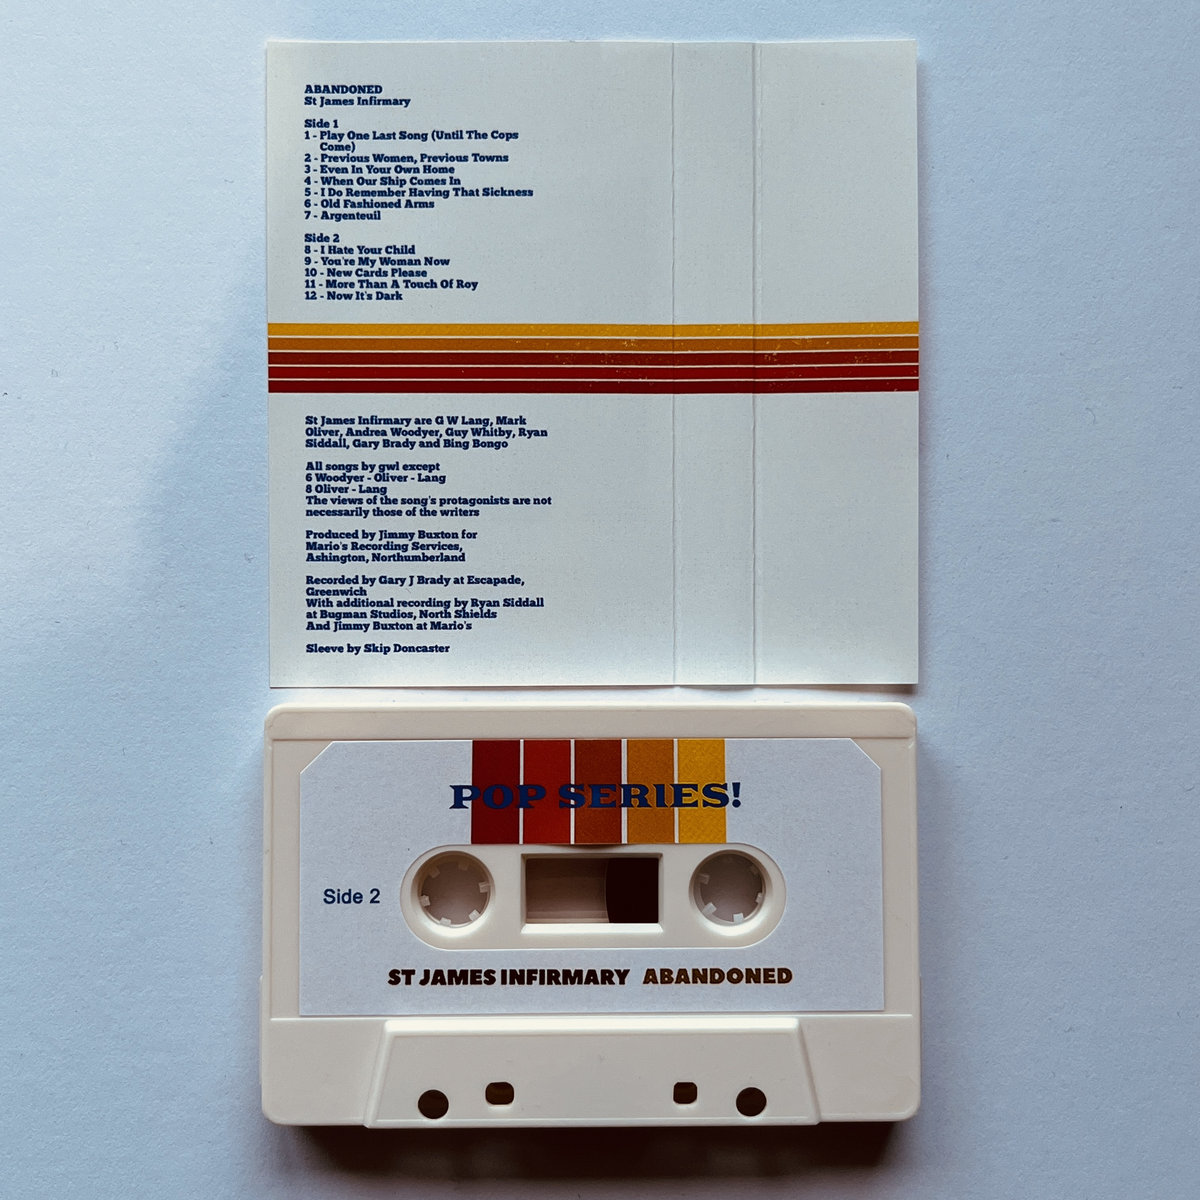 ABANDONED
St James Infirmary
Side 1
1 - Play One Last Song (Until The Cops
Come)
2 - Previous Women, Previous Towns
3 - Even In Your Own Home
4 - When Our Ship Comes In
5 - I Do Remember Having That Sickness
6 - Old Fashioned Arms
7 - Argenteuil
Side 2
8 - I Hate Your Child
9 - You're My Woman Now
10 - New Cards Please
11 - More Than A Touch Of Roy
12 - Now It's Dark
St James Infirmary are G W Lang, Mark
Oliver, Andrea Woodyer, Guy Whitby, Ryan
Siddall, Gary Brady and Bing Bongo
All songs by gwl except
6 Woodyer - Oliver - Lang
8 Oliver - Lang
The views of the song's protagonists are not
necessarily those of the writers
Produced by Jimmy Buxton for
Mario's Recording Services,
Ashington, Northumberland
Recorded by Gary J Brady at Escapade,
Greenwich
With additional recording by Ryan Siddall
at Bugman Studios, North Shields
And Jimmy Buxton at Mario's
Sleeve by Skip Doncaster
POP SERIES!
Side 2
ST JAMES INFIRMARY ABANDONED